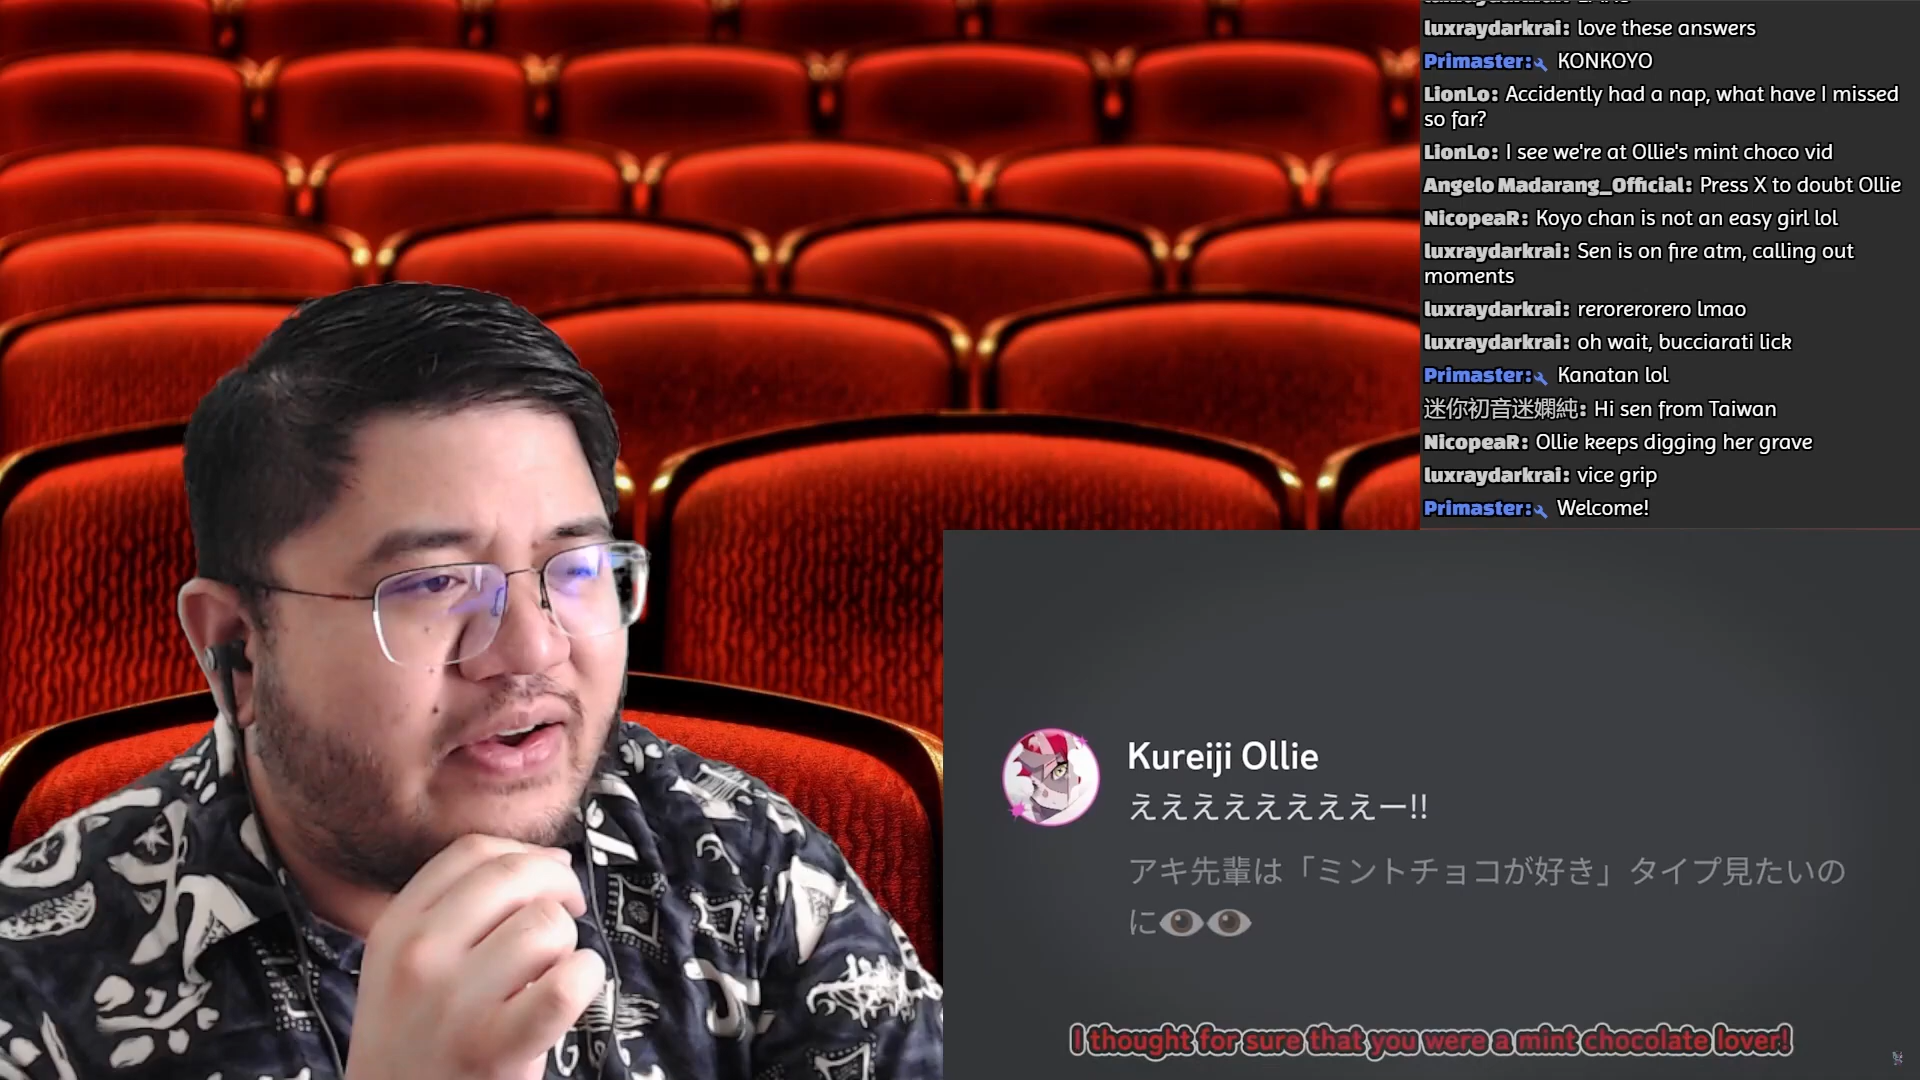 luxraydarkrai: love these answers
Primaster: KONKOYO
LionLo: Accidently had a nap, what have I missed
so far?
LionLo: I see we're at Ollie's mint choco vid
Angelo Madarang_Official: Press X to doubt Ollie
NicopeaR: Koyo chan is not an easy girl lol
luxraydarkrai: Sen is on fire atm, calling out
moments
luxraydarkrai: rerorerorero lmao
luxraydarkrai: oh wait, bucciarati lick
Primaster: Kanatan lol
迷你初音迷嫻純: Hi sen from Taiwan
NicopeaR: Ollie keeps digging her grave
luxraydarkrai: vice grip
Primaster: Welcome!
Kureiji Ollie
ええええええええー!!
アキ先輩は「ミントチョコが好き」タイプ見たいの
に👁👁
I thought for sure that you were a mint chocolate lover!